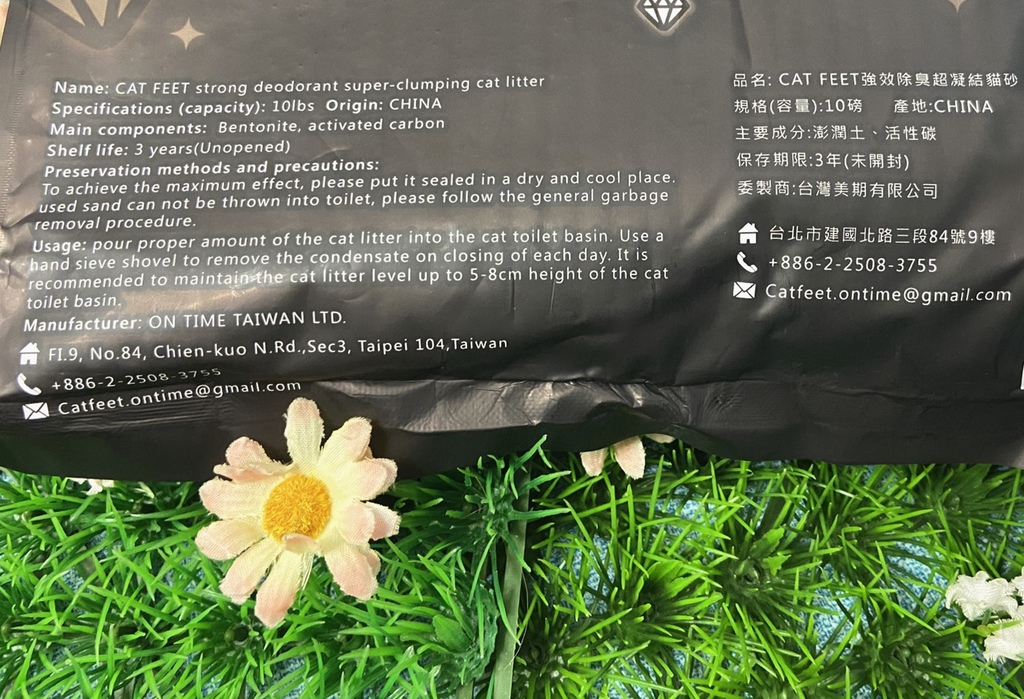 Name: CAT FEET strong deodorant super-clumping cat litter
Specifications (capacity): 10lbs Origin: CHINA
Main components: Bentonite, activated carbon
Shelf life: 3 years(Unopened)
Preservation methods and precautions:
To achieve the maximum effect, please put it sealed in a dry and cool place.
used sand can not be thrown into toilet, please follow the general garbage
removal procedure.
Usage: pour proper amount of the cat litter into the cat toilet basin. Use a
hand sieve shovel to remove the condensate on closing of each day. It is
recommended to maintain the cat litter level up to 5-8cm height of the cat
toilet basin.
Manufacturer: ON TIME TAIWAN LTD.
FI.9, No.84, Chien-kuo N.Rd.,Sec3, Taipei 104,Taiwan
+886-2-2508-3755
Catfeet.ontime@gmail.com
品名: CAT FEET強效除臭超凝結貓砂
規格(容量):10磅 產地:CHINA
主要成分:澎潤土、活性碳
保存期限:3年(未開封)
委製商:台灣美期有限公司
台北市建國北路三段84號9樓
+886-2-2508-3755
Catfeet.ontime@gmail.com